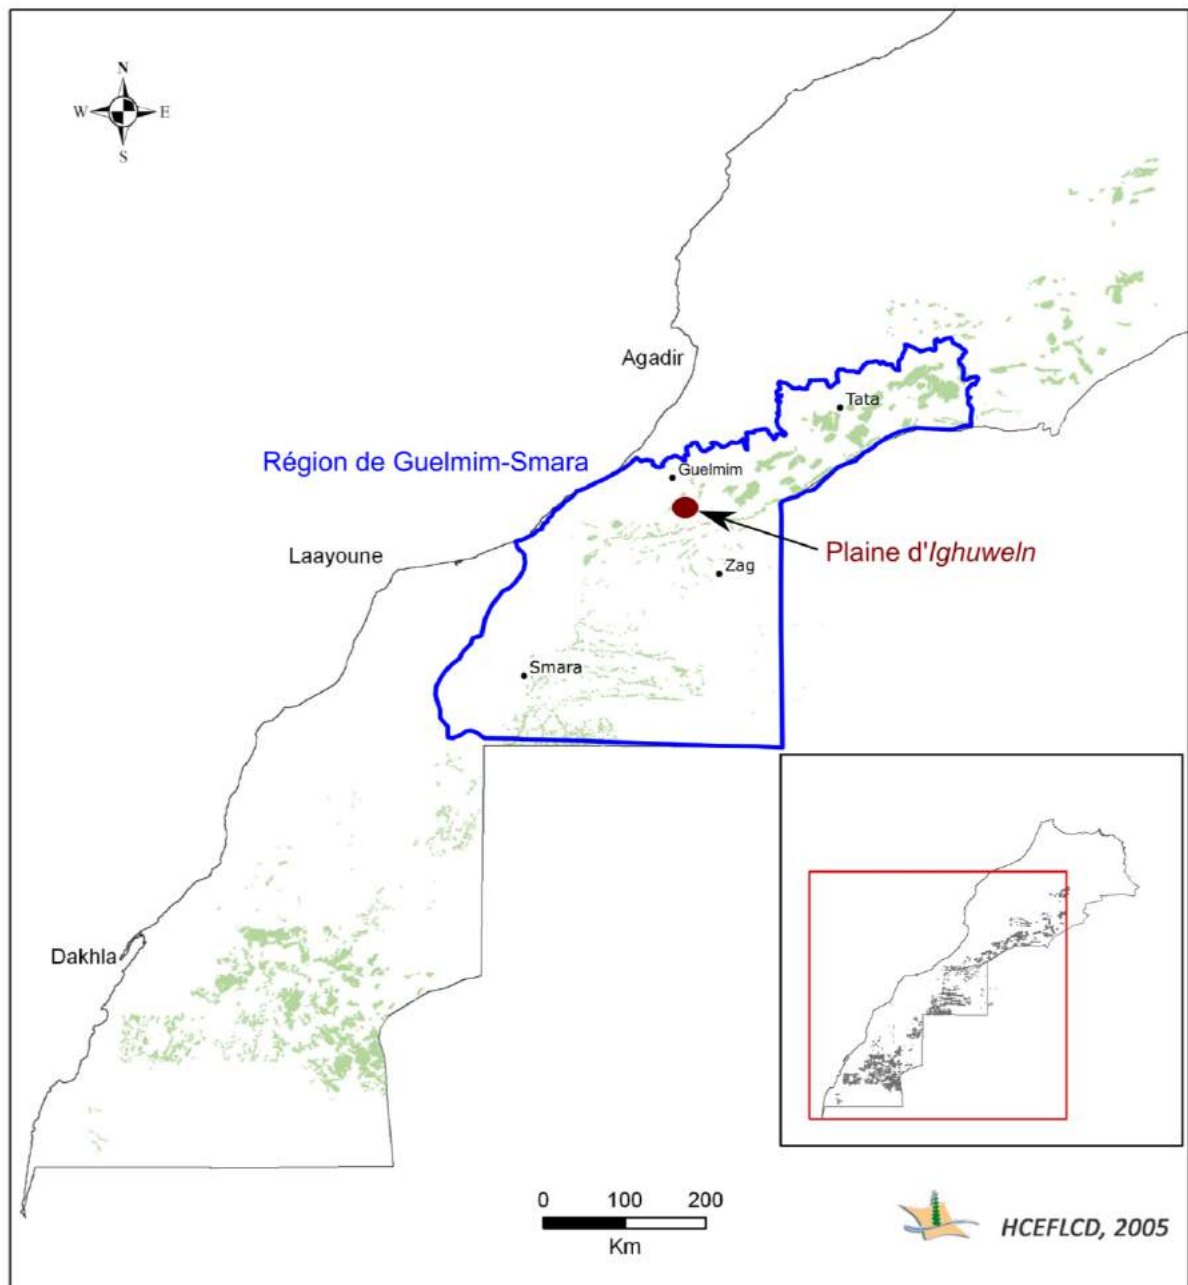 N
W E
S
Agadir
Tata
Région de Guelmim-Smara
Guelmim
Laayoune
Plaine d'Ighuweln
Zag
Smara
Dakhla
0 100 200
Km
HCEFLCD, 2005